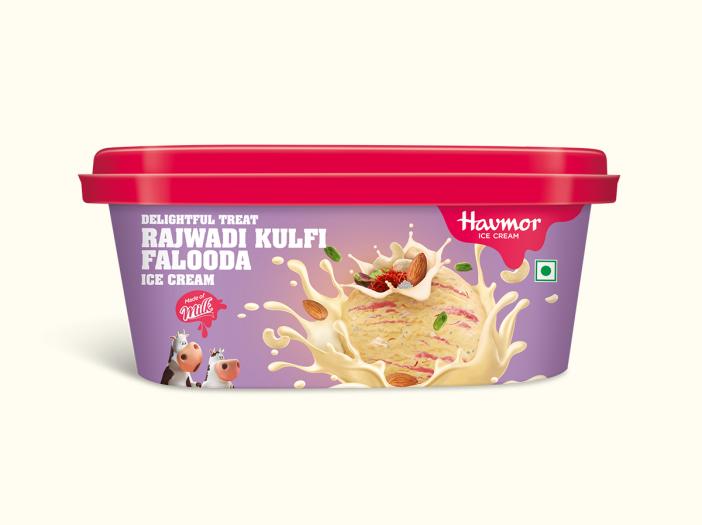 DELIGHTFUL TREAT
RAJWADI KULFI
FALOODA
ICE CREAM
Made of
Milk
Havmor
ICE CREAM